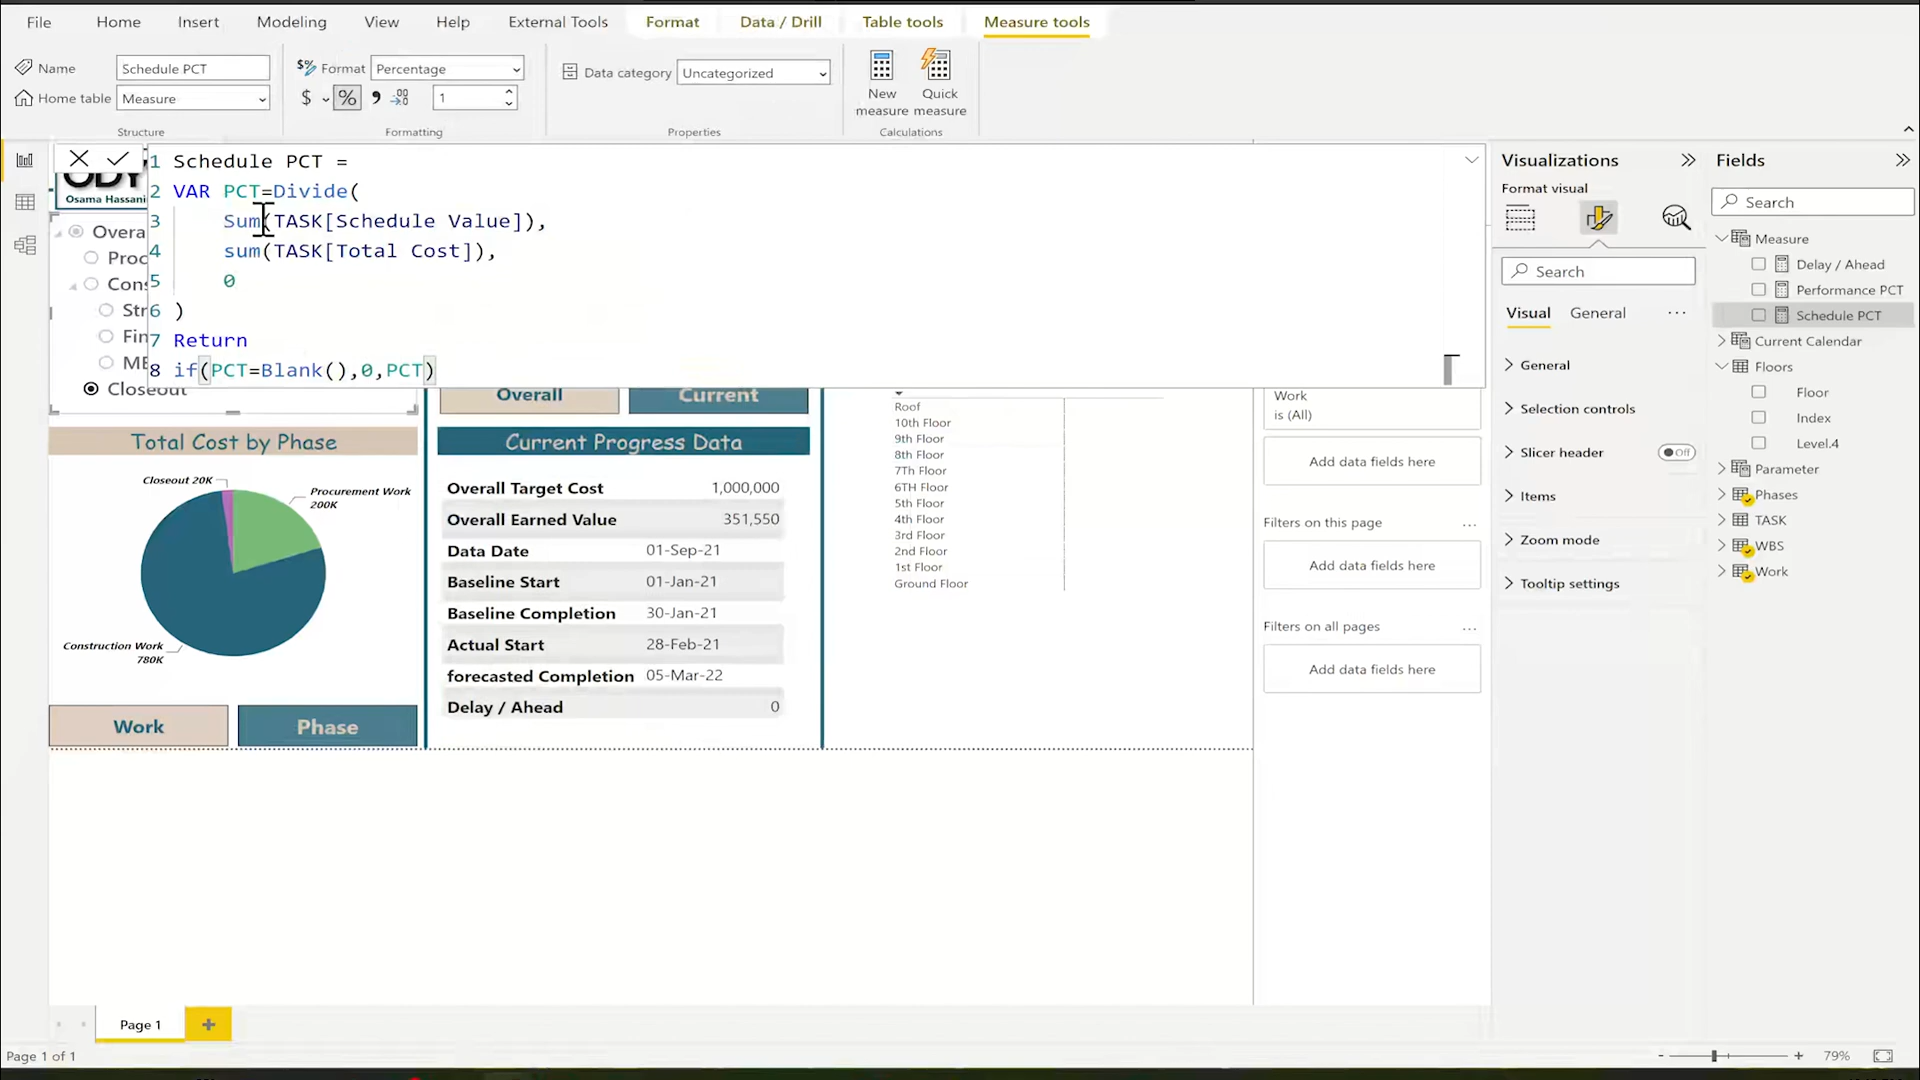 File Home Insert Modeling View Help External Tools Format Data / Drill Table tools Measure tools
Name Schedule PCT
Home table Measure
Structure
Format Percentage
$ % 1
Formatting
Data category Uncategorized
Properties
New measure
Quick measure
Calculations
1 Schedule PCT =
2 VAR PCT=Divide(
3 Sum(TASK[Schedule Value]),
4 sum(TASK[Total Cost]),
5 0
6 )
7 Return
8 if(PCT=Blank(),0,PCT)
Osama Hassani
Overa
Proc
Cons
Str
Fin
ME
Closeout
Total Cost by Phase
Closeout 20K
Procurement Work
200K
Construction Work
780K
Work Phase
Overall Current
Current Progress Data
Overall Target Cost 1,000,000
Overall Earned Value 351,550
Data Date 01-Sep-21
Baseline Start 01-Jan-21
Baseline Completion 30-Jan-21
Actual Start 28-Feb-21
forecasted Completion 05-Mar-22
Delay / Ahead 0
Roof
10th Floor
9th Floor
8th Floor
7Th Floor
6TH Floor
5th Floor
4th Floor
3rd Floor
2nd Floor
1st Floor
Ground Floor
Work
is (All)
Add data fields here
Filters on this page ...
Add data fields here
Filters on all pages ...
Add data fields here
Visualizations
Format visual
Search
Visual General ...
General
Selection controls
Slicer header Off
Items
Zoom mode
Tooltip settings
Fields
Search
Measure
Delay / Ahead
Performance PCT
Schedule PCT
Current Calendar
Floors
Floor
Index
Level.4
Parameter
Phases
TASK
WBS
Work
Page 1 +
Page 1 of 1
- + 79%